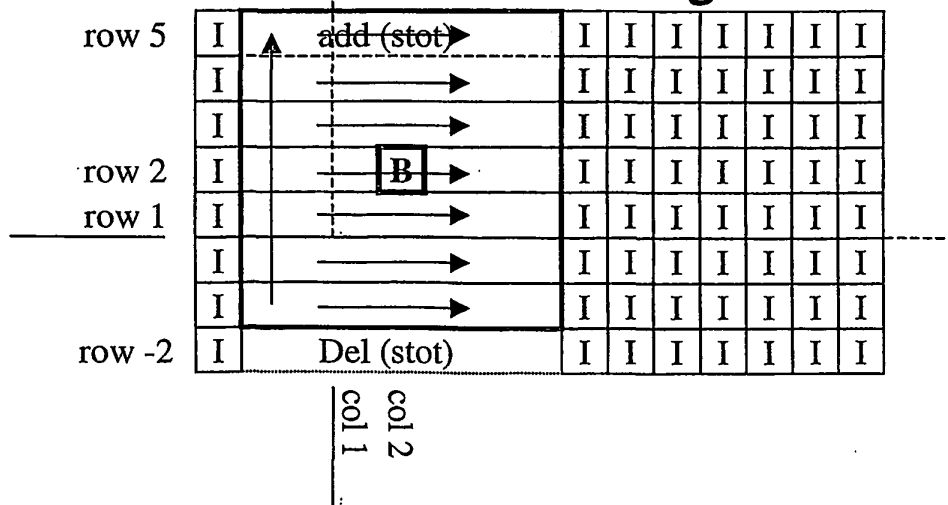 g
row 5 I add (stot) I I I I I I I
I I I I I I I I
I I I I I I I I
row 2 I B I I I I I I I
row 1 I I I I I I I I
I I I I I I I I
I I I I I I I I
row -2 I Del (stot) I I I I I I I
col 1
col 2